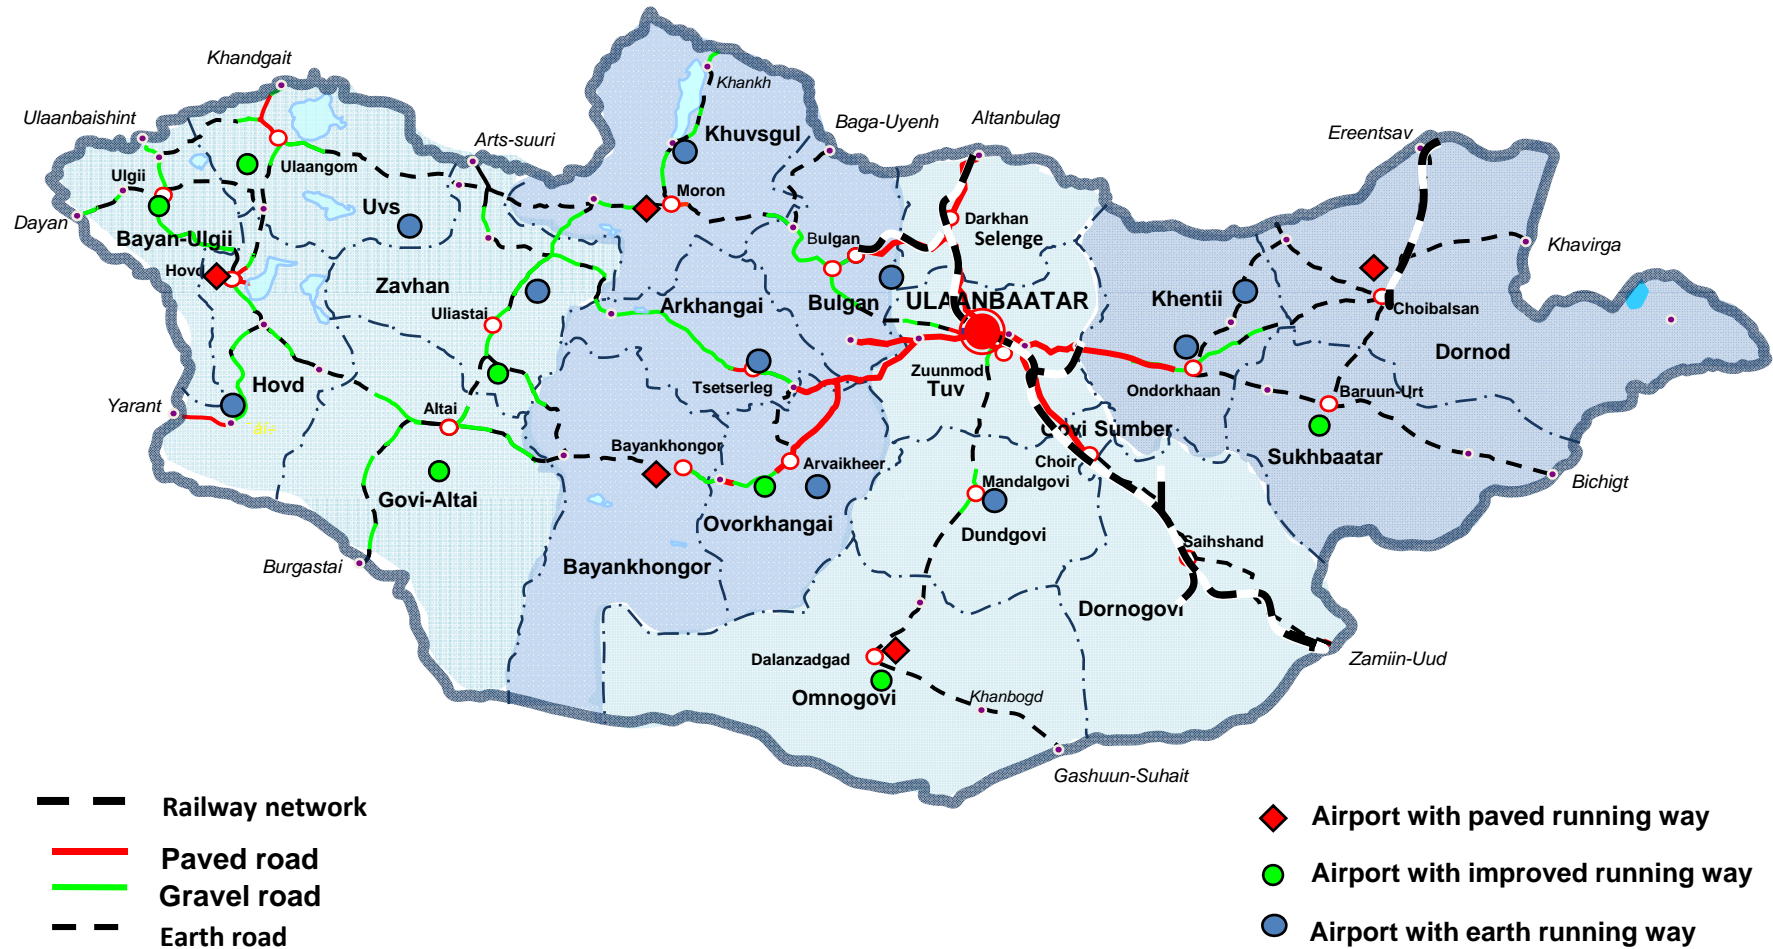 Khandgait
Khankh
Ulaanbaishint
Arts-suuri
Khuvsgul
Baga-Uyenh
Altanbulag
Ereentsav
Ulaangom
Ulgii
Moron
Uvs
Dayan
Bayan-Ulgii
Bulgan
Darkhan
Selenge
Khavirga
Hovd
Zavhan
Arkhangai
Bulgan
ULAANBAATAR
Khentii
Choibalsan
Uliastai
Dornod
Zuunmod
Tuv
Hovd
Tsetserleg
Ondorkhaan
Baruun-Urt
Yarant
Altai
Govi Sumber
Bayankhongor
Arvaikheer
Choir
Sukhbaatar
Mandalgovi
Bichigt
Govi-Altai
Ovorkhangai
Dundgovi
Saihshand
Burgastai
Bayankhongor
Dornogovi
Dalanzadgad
Zamiin-Uud
Omnogovi
Khanbogd
Gashuun-Suhait
Railway network
Paved road
Gravel road
Earth road
Airport with paved running way
Airport with improved running way
Airport with earth running way